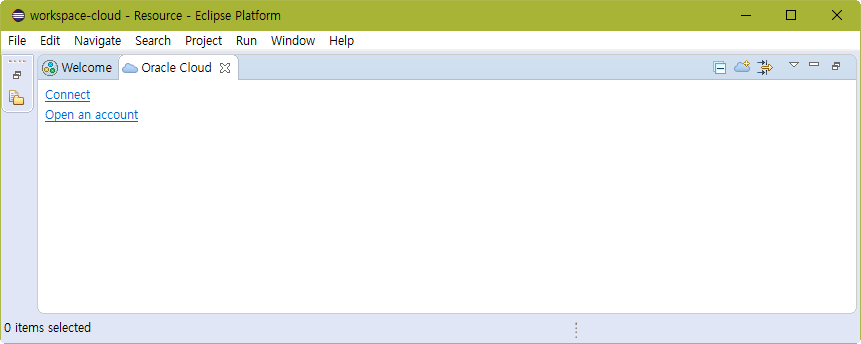 workspace-cloud - Resource - Eclipse Platform
File Edit Navigate Search Project Run Window Help
Welcome Oracle Cloud
Connect
Open an account
0 items selected